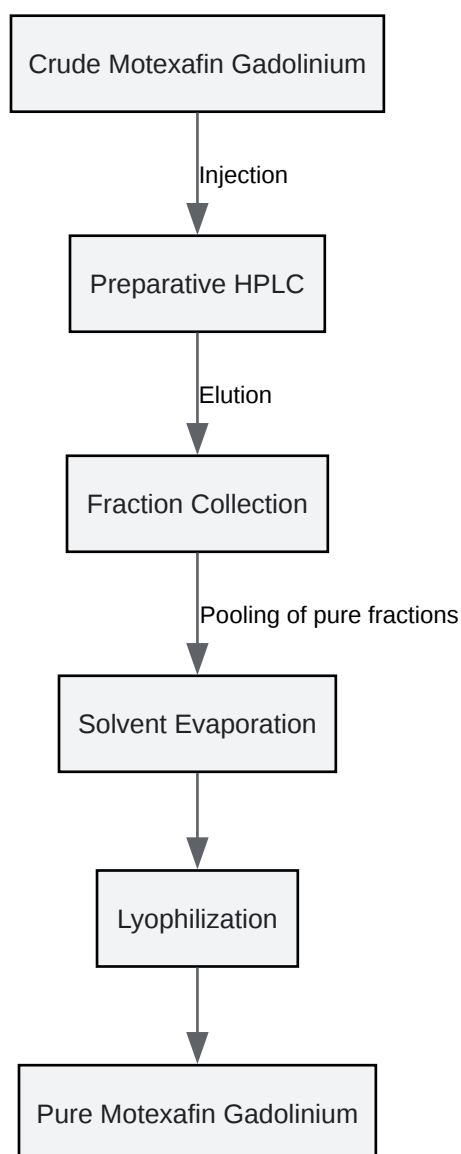 Crude Motexafin Gadolinium
Injection
Preparative HPLC
Elution
Fraction Collection
Pooling of pure fractions
Solvent Evaporation
Lyophilization
Pure Motexafin Gadolinium